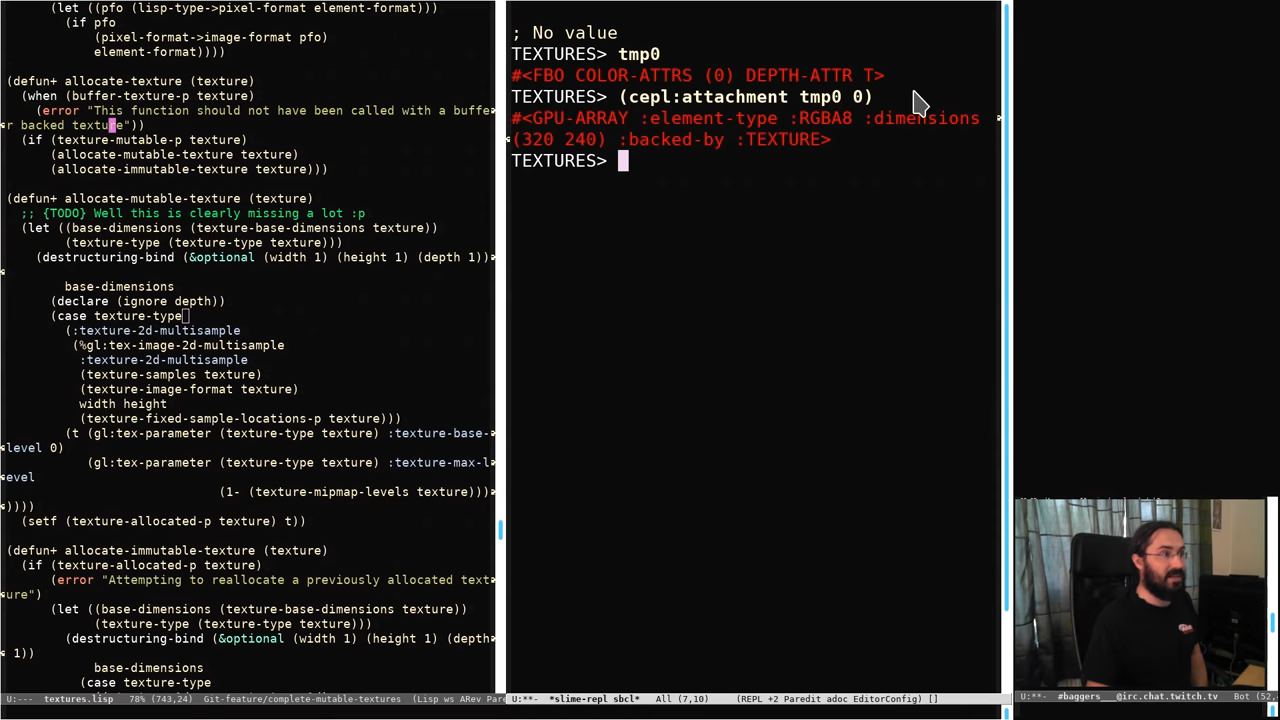 (let ((pfo (lisp-type->pixel-format element-format)))
(if pfo
(pixel-format->image-format pfo)
element-format))))
(defun+ allocate-texture (texture)
(when (buffer-texture-p texture)
(error "This function should not have been called with a buffe
r backed texture"))
(if (texture-mutable-p texture)
(allocate-mutable-texture texture)
(allocate-immutable-texture texture)))
(defun+ allocate-mutable-texture (texture)
;; {TODO} Well this is clearly missing a lot :p
(let ((base-dimensions (texture-base-dimensions texture))
(texture-type (texture-type texture)))
(destructuring-bind (&optional (width 1) (height 1) (depth 1))
base-dimensions
(declare (ignore depth))
(case texture-type
(:texture-2d-multisample
(%gl:tex-image-2d-multisample
:texture-2d-multisample
(texture-samples texture)
(texture-image-format texture)
width height
(texture-fixed-sample-locations-p texture)))
(t (gl:tex-parameter (texture-type texture) :texture-base-
level 0)
(gl:tex-parameter (texture-type texture) :texture-max-l
evel
(1- (texture-mipmap-levels texture)))
))))
(setf (texture-allocated-p texture) t))
(defun+ allocate-immutable-texture (texture)
(if (texture-allocated-p texture)
(error "Attempting to reallocate a previously allocated text
ure")
(let ((base-dimensions (texture-base-dimensions texture))
(texture-type (texture-type texture)))
(destructuring-bind (&optional (width 1) (height 1) (depth
1))
base-dimensions
(case texture-type
U:--- textures.lisp 78% (743,24) Git-feature/complete-mutable-textures (Lisp ws ARev Pare
; No value
TEXTURES> tmp0
#<FBO COLOR-ATTRS (0) DEPTH-ATTR T>
TEXTURES> (cepl:attachment tmp0 0)
#<GPU-ARRAY :element-type :RGBA8 :dimensions
(320 240) :backed-by :TEXTURE>
TEXTURES>
U:**- *slime-repl sbcl* All (7,10) (REPL +2 Paredit adoc EditorConfig) []
U:**- #baggers___@irc.chat.twitch.tv Bot (52,